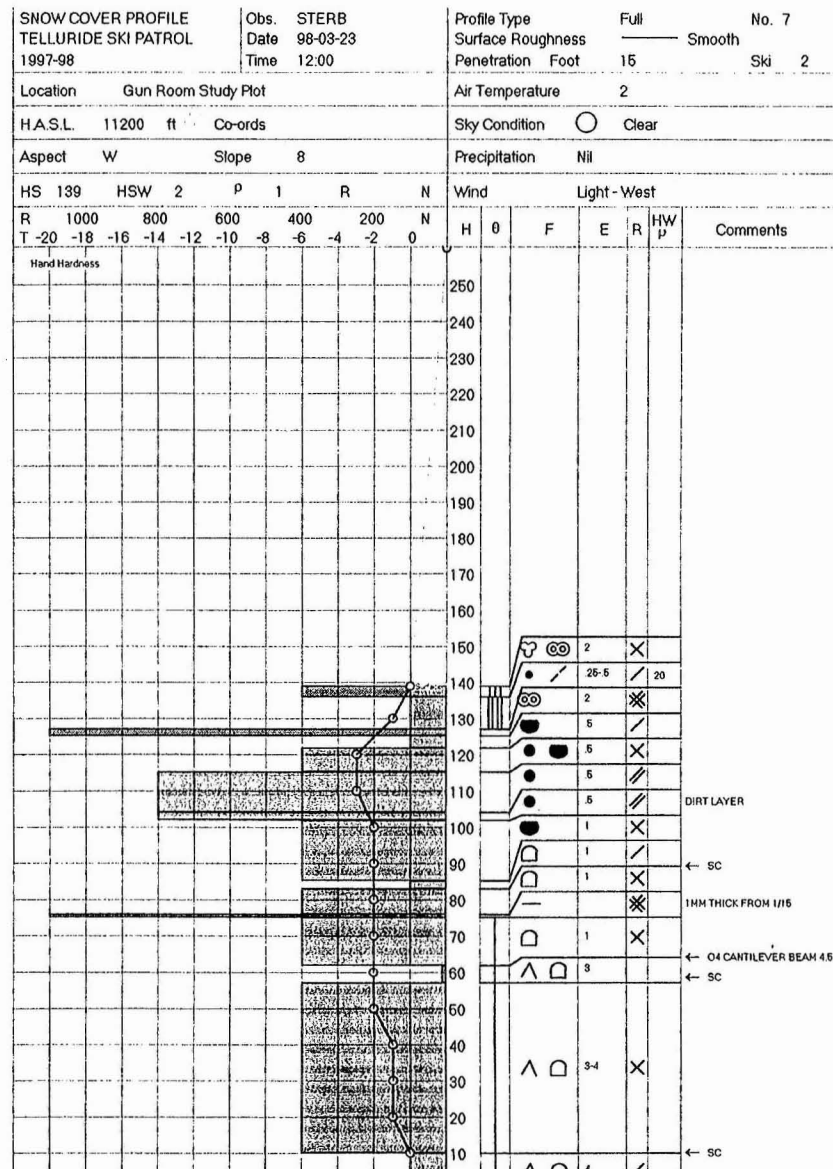 SNOW COVER PROFILE Obs. STERB Profile Type Full No. 7
TELLURIDE SKI PATROL Date 98-03-23 Surface Roughness Smooth
1997-98 Time 12:00 Penetration Foot 15 Ski 2
Location Gun Room Study Plot Air Temperature 2
H.A.S.L. 11200 ft Co-ords Sky Condition Clear
Aspect W Slope 8 Precipitation Nil
HS 139 HSW 2 ρ 1 R N Wind Light - West
R 1000 800 600 400 200 N H θ F E R HW ρ Comments
T -20 -18 -16 -14 -12 -10 -8 -6 -4 -2 0
Hand Hardness
250
240
230
220
210
200
190
180
170
160
150 2
140 .25-.5 20
2
130 .5
120 .5
.5
110 .5 DIRT LAYER
100 1
1
90 ← SC
1
80 1MM THICK FROM 1/15
70 1
← 04 CANTILEVER BEAM 4.5
60 3 ← SC
50
40
3-4
30
20
10 ← SC